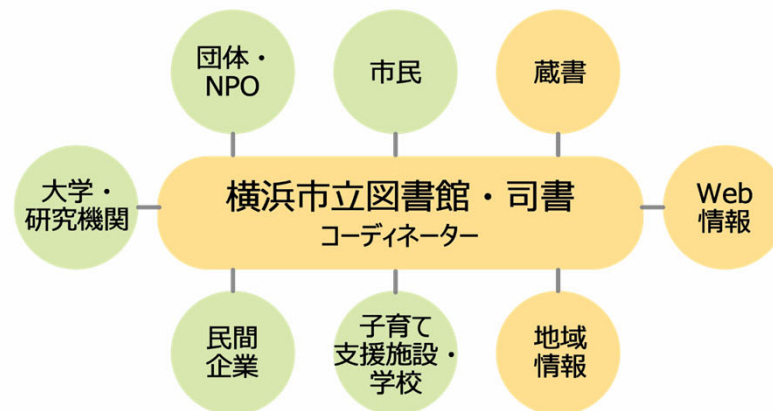 団体・
NPO
市民
蔵書
大学・
研究機関
横浜市立図書館・司書
コーディネーター
Web
情報
民間
企業
子育て
支援施設・
学校
地域
情報